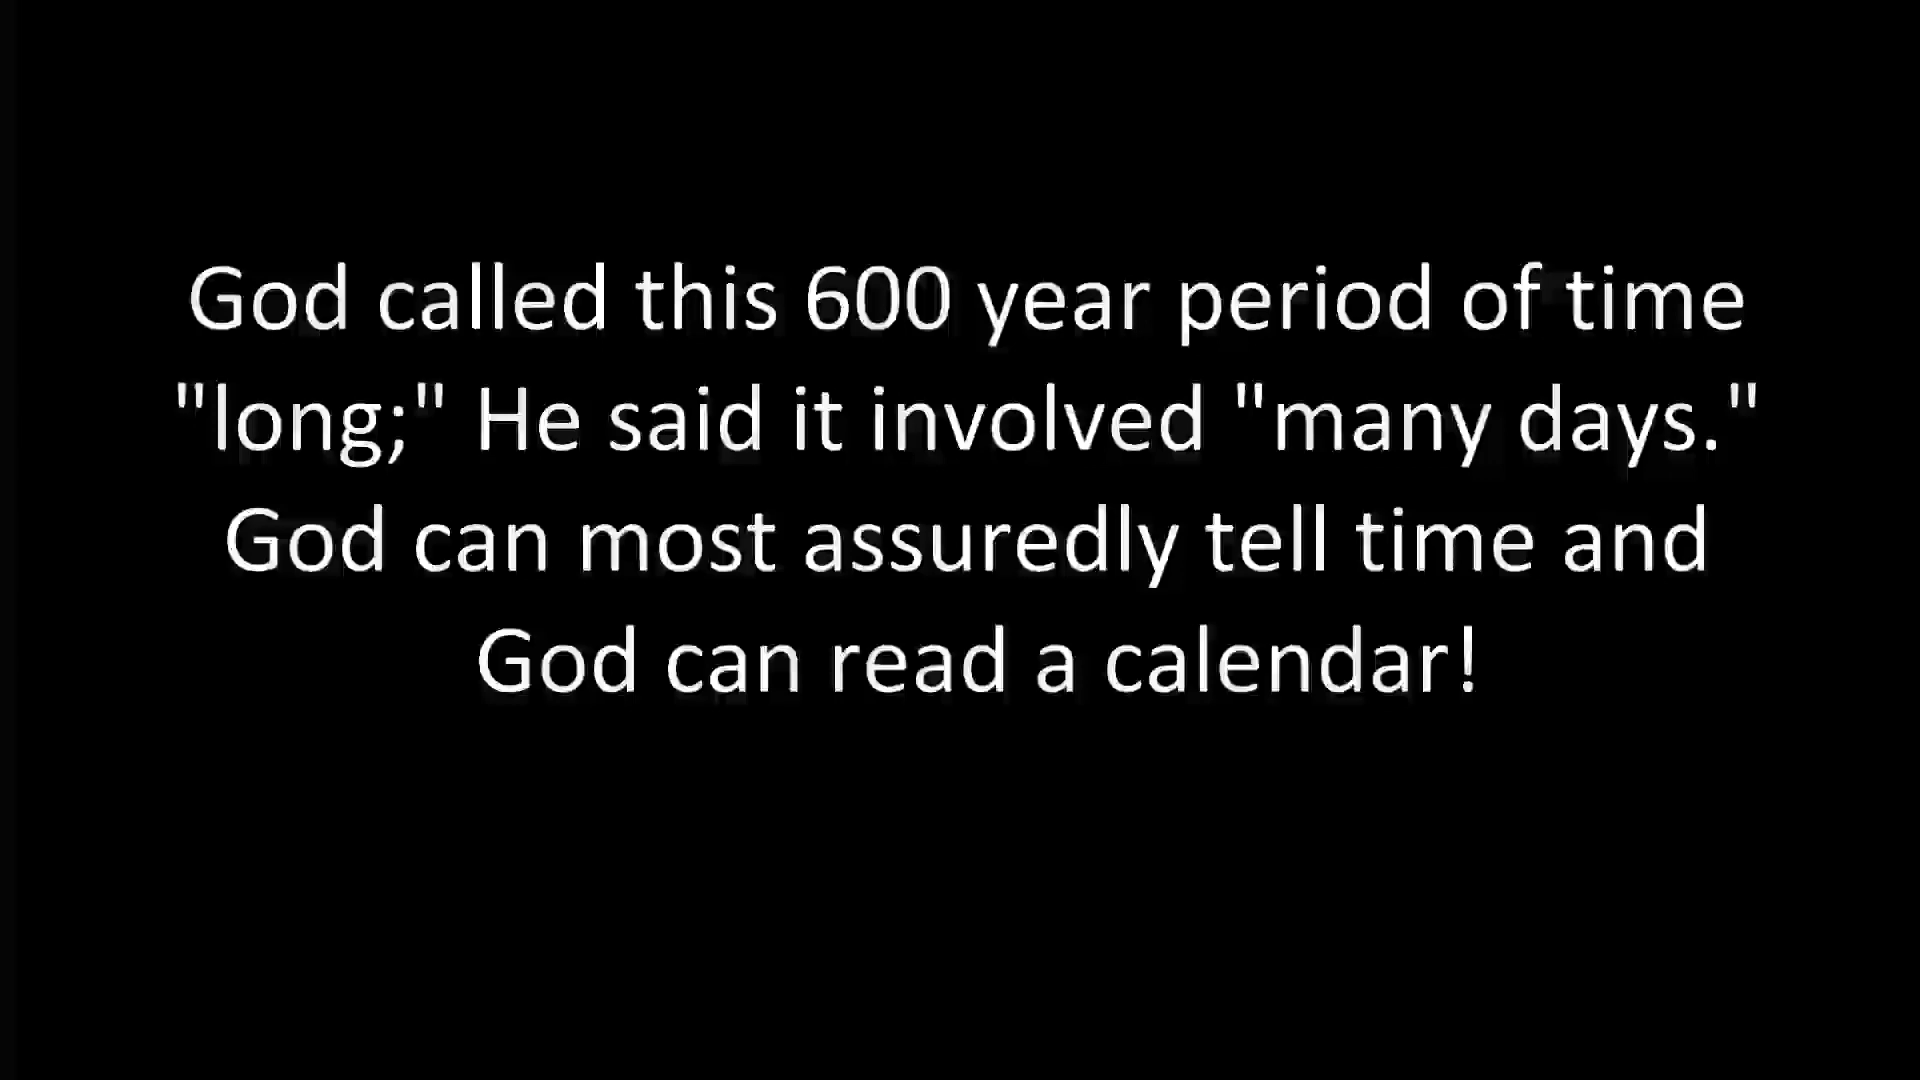 God called this 600 year period of time
"long;" He said it involved "many days."
God can most assuredly tell time and
God can read a calendar!